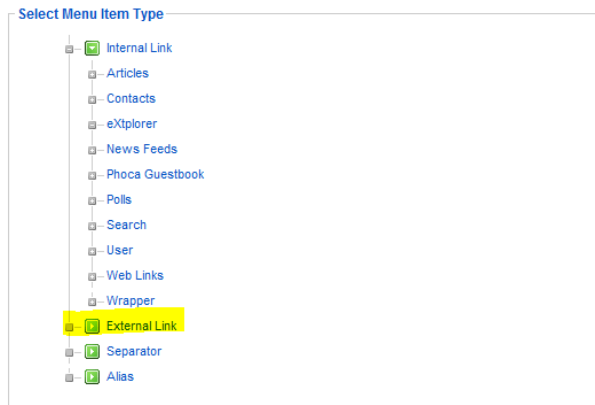 Select Menu Item Type
Internal Link
Articles
Contacts
eXtplorer
News Feeds
Phoca Guestbook
Polls
Search
User
Web Links
Wrapper
External Link
Separator
Alias